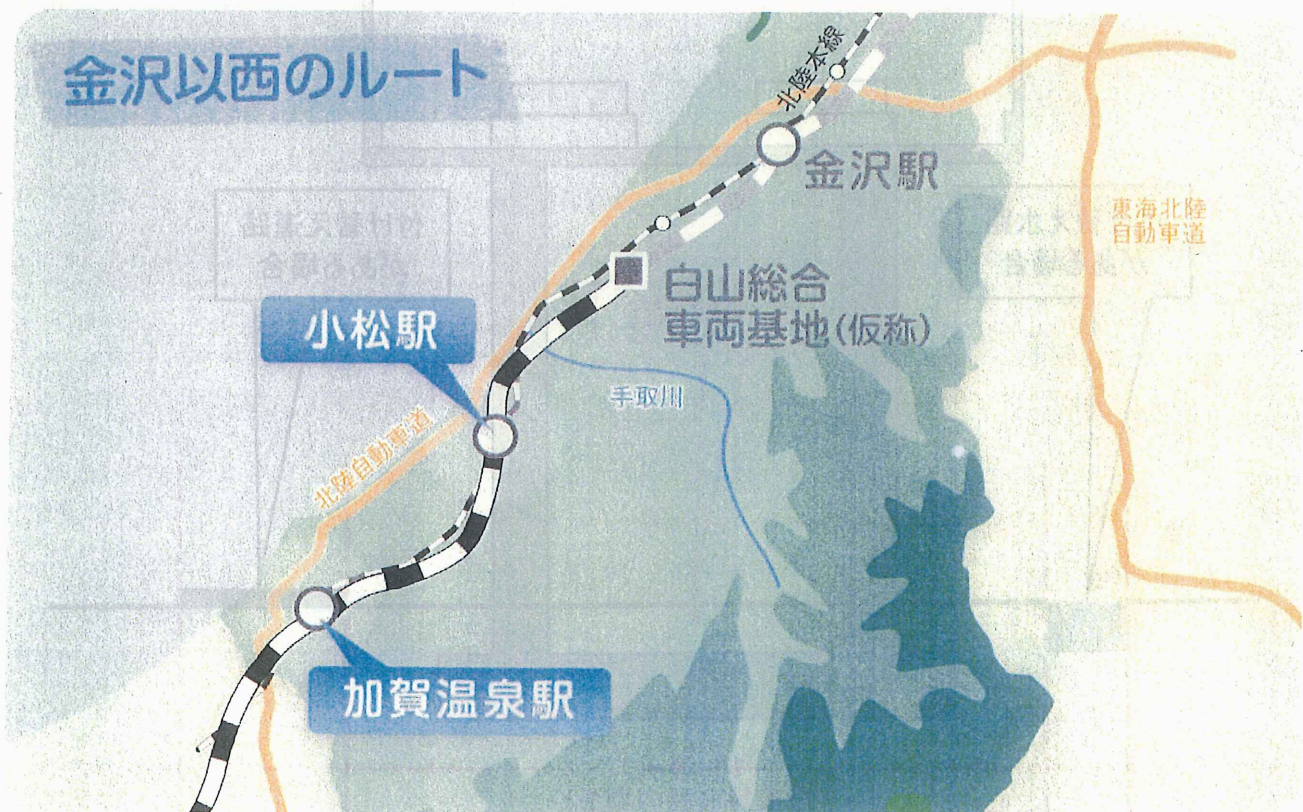 金沢以西のルート
北陸本線
金沢駅
東海北陸
自動車道
白山総合
車両基地(仮称)
小松駅
手取川
北陸自動車道
加賀温泉駅